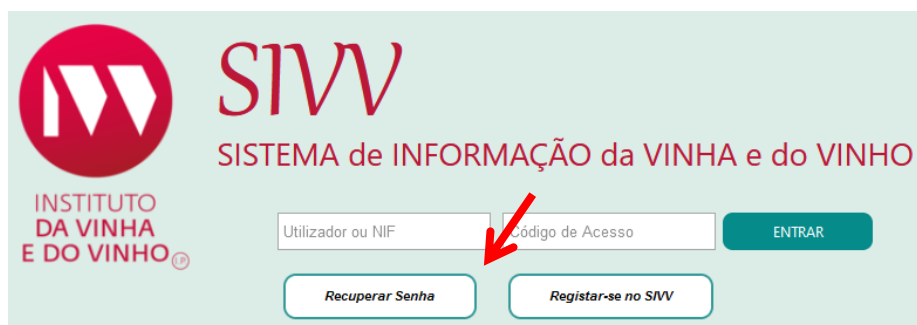 SIVV
SISTEMA de INFORMAÇÃO da VINHA e do VINHO
INSTITUTO
DA VINHA
E DO VINHO I.P.
Utilizador ou NIF
Código de Acesso
ENTRAR
Recuperar Senha
Registar-se no SIVV